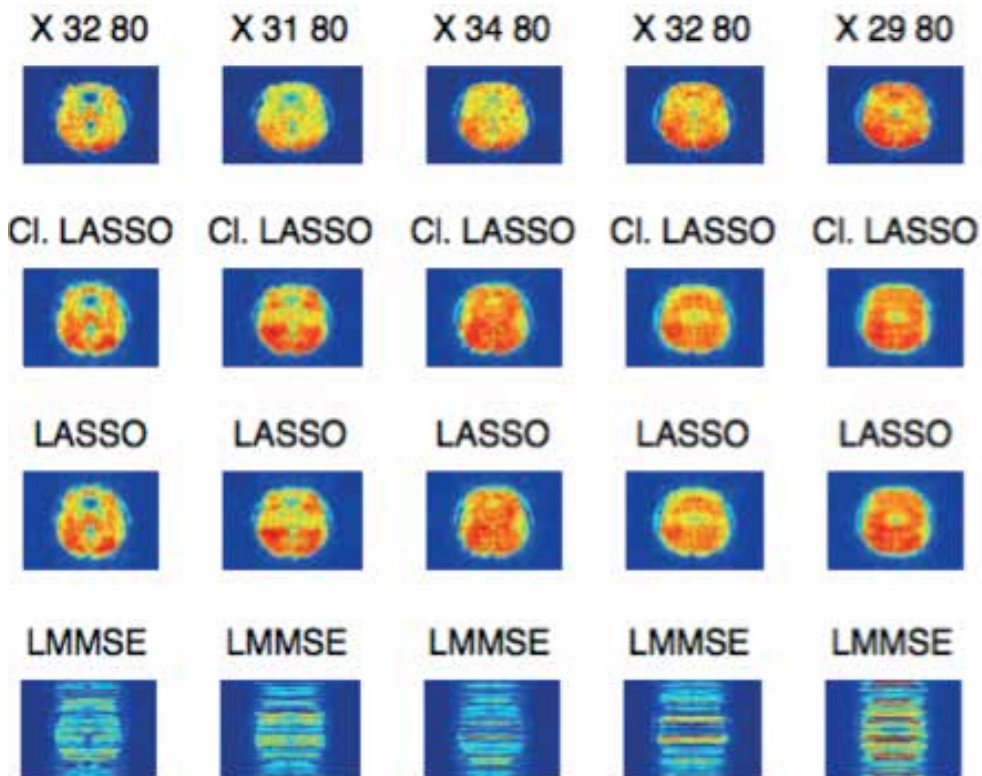 X 32 80 X 31 80 X 34 80 X 32 80 X 29 80
Cl. LASSO Cl. LASSO Cl. LASSO Cl. LASSO Cl. LASSO
LASSO LASSO LASSO LASSO LASSO
LMMSE LMMSE LMMSE LMMSE LMMSE